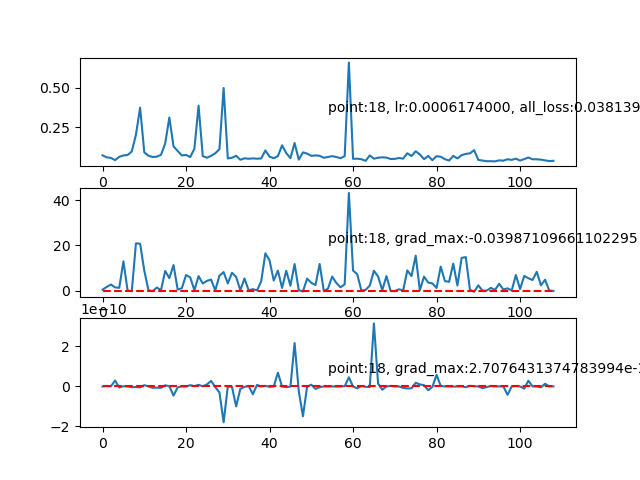 0.50
point:18, lr:0.0006174000, all_loss:0.038139
0.25
0 20 40 60 80 100
40
point:18, grad_max:-0.03987109661102295
20
0
0 20 40 60 80 100
1e−10
2
point:18, grad_max:2.7076431374783994e-1
0
−2
0 20 40 60 80 100